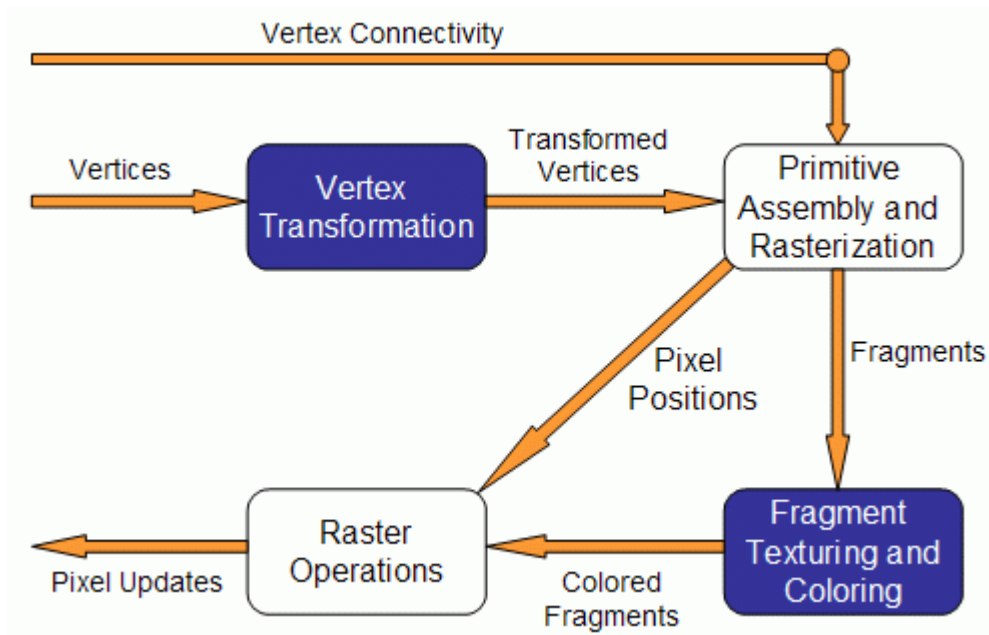 Vertex Connectivity
Vertices
Vertex
Transformation
Transformed
Vertices
Primitive
Assembly and
Rasterization
Pixel
Positions
Fragments
Fragment
Texturing and
Coloring
Colored
Fragments
Raster
Operations
Pixel Updates